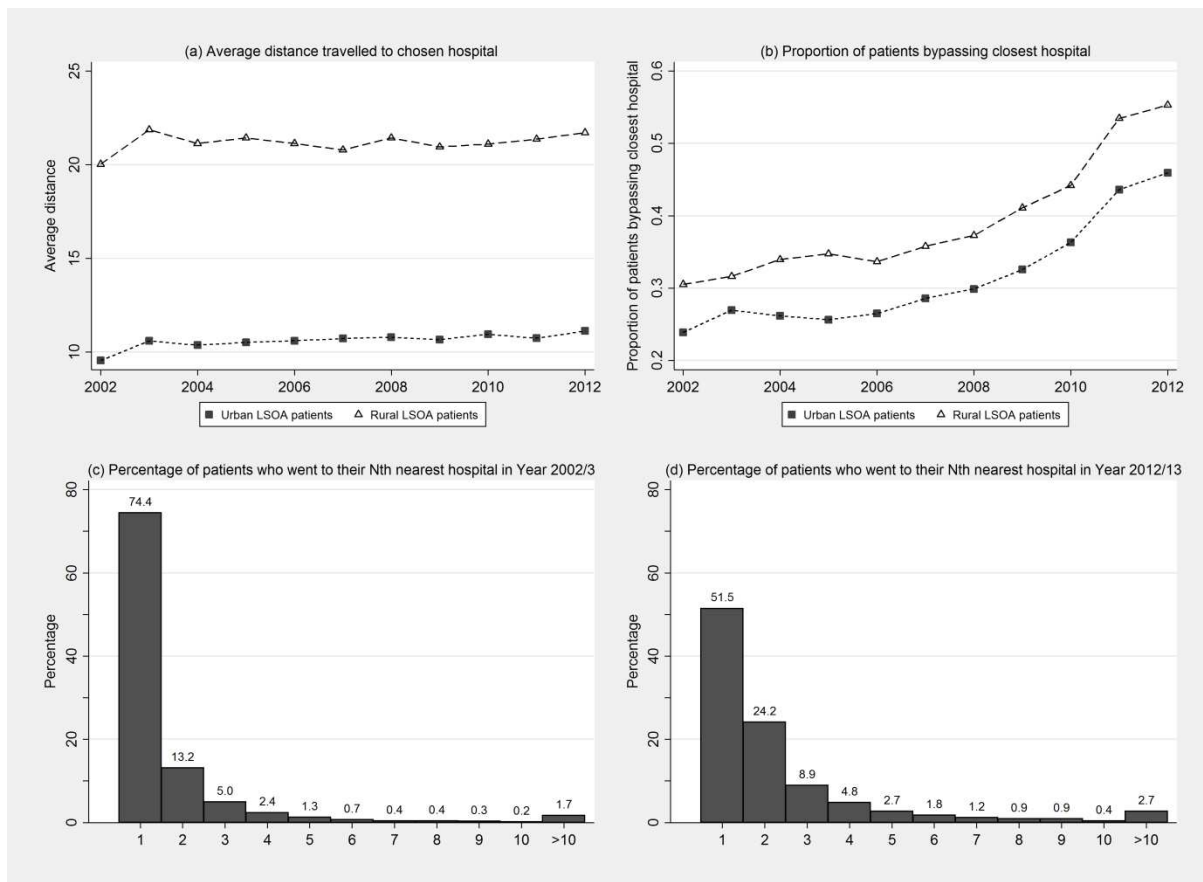 (a) Average distance travelled to chosen hospital
Average distance
25
20
15
10
2002 2004 2006 2008 2010 2012
Urban LSOA patients Rural LSOA patients
(b) Proportion of patients bypassing closest hospital
Proportion of patients bypassing closest hospital
0.6
0.5
0.4
0.3
0.2
2002 2004 2006 2008 2010 2012
Urban LSOA patients Rural LSOA patients
(c) Percentage of patients who went to their Nth nearest hospital in Year 2002/3
Percentage
80
60
40
20
0
74.4
13.2
5.0
2.4
1.3
0.7
0.4
0.4
0.3
0.2
1.7
1 2 3 4 5 6 7 8 9 10 >10
(d) Percentage of patients who went to their Nth nearest hospital in Year 2012/13
Percentage
80
60
40
20
0
51.5
24.2
8.9
4.8
2.7
1.8
1.2
0.9
0.9
0.4
2.7
1 2 3 4 5 6 7 8 9 10 >10